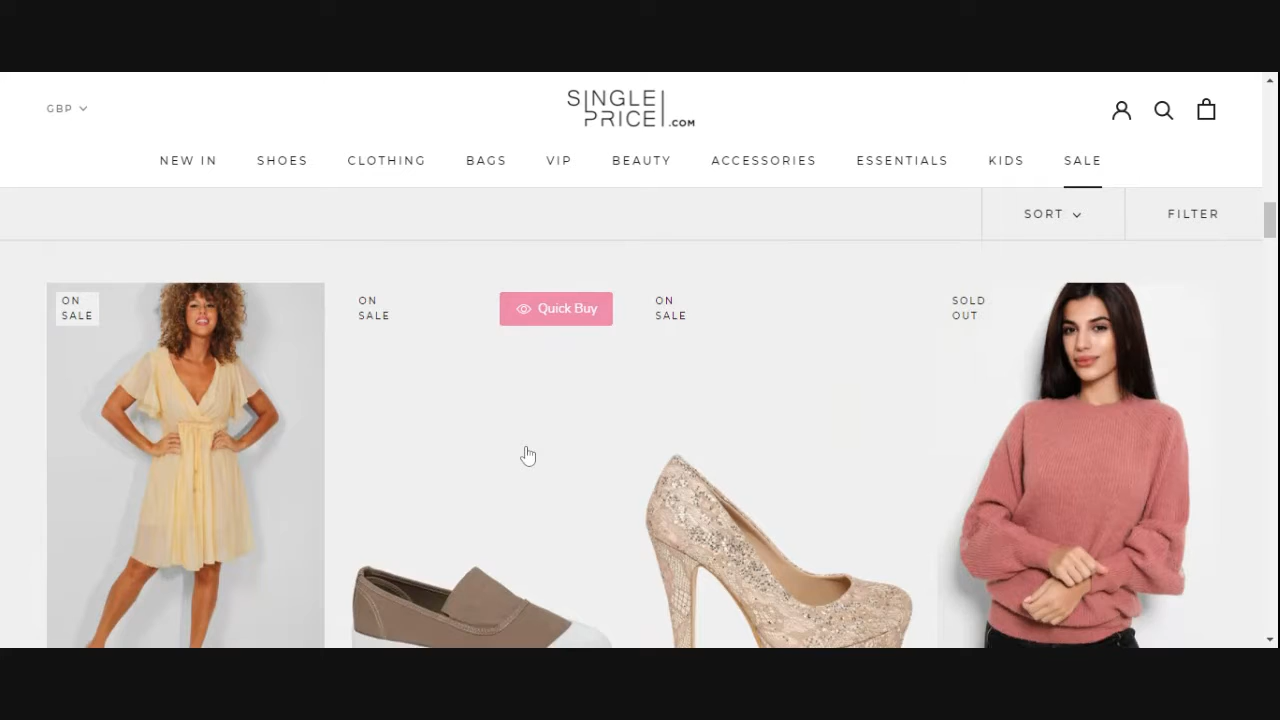 GBP
SINGLE
PRICE.COM
NEW IN SHOES CLOTHING BAGS VIP BEAUTY ACCESSORIES ESSENTIALS KIDS SALE
SORT FILTER
ON
SALE
ON
SALE
Quick Buy
ON
SALE
SOLD
OUT